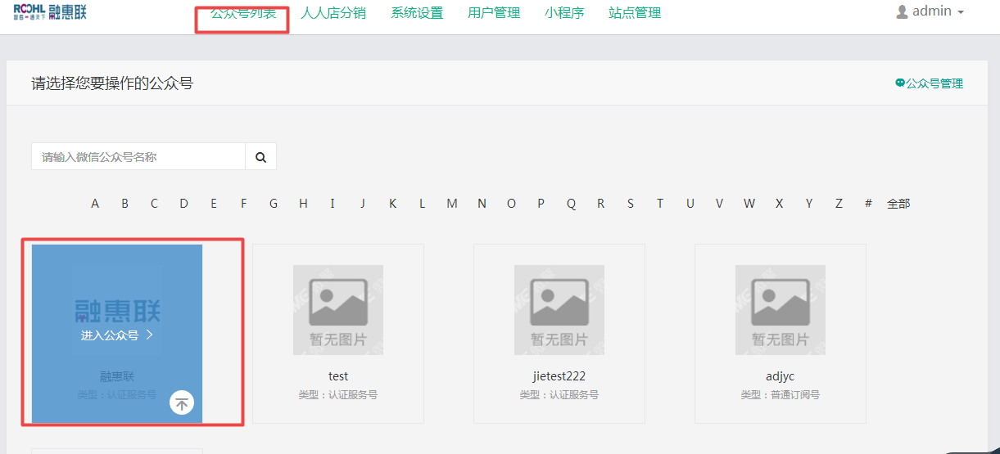 ROOHL 融惠联
智香一通天下
公众号列表 人人店分销 系统设置 用户管理 小程序 站点管理 admin
请选择您要操作的公众号 公众号管理
请输入微信公众号名称
A B C D E F G H I J K L M N O P Q R S T U V W X Y Z # 全部
融惠联
进入公众号
暂无图片 暂无图片 暂无图片
融惠联 test jietest222 adjyc
类型：认证服务号 类型：认证服务号 类型：认证服务号 类型：普通订阅号